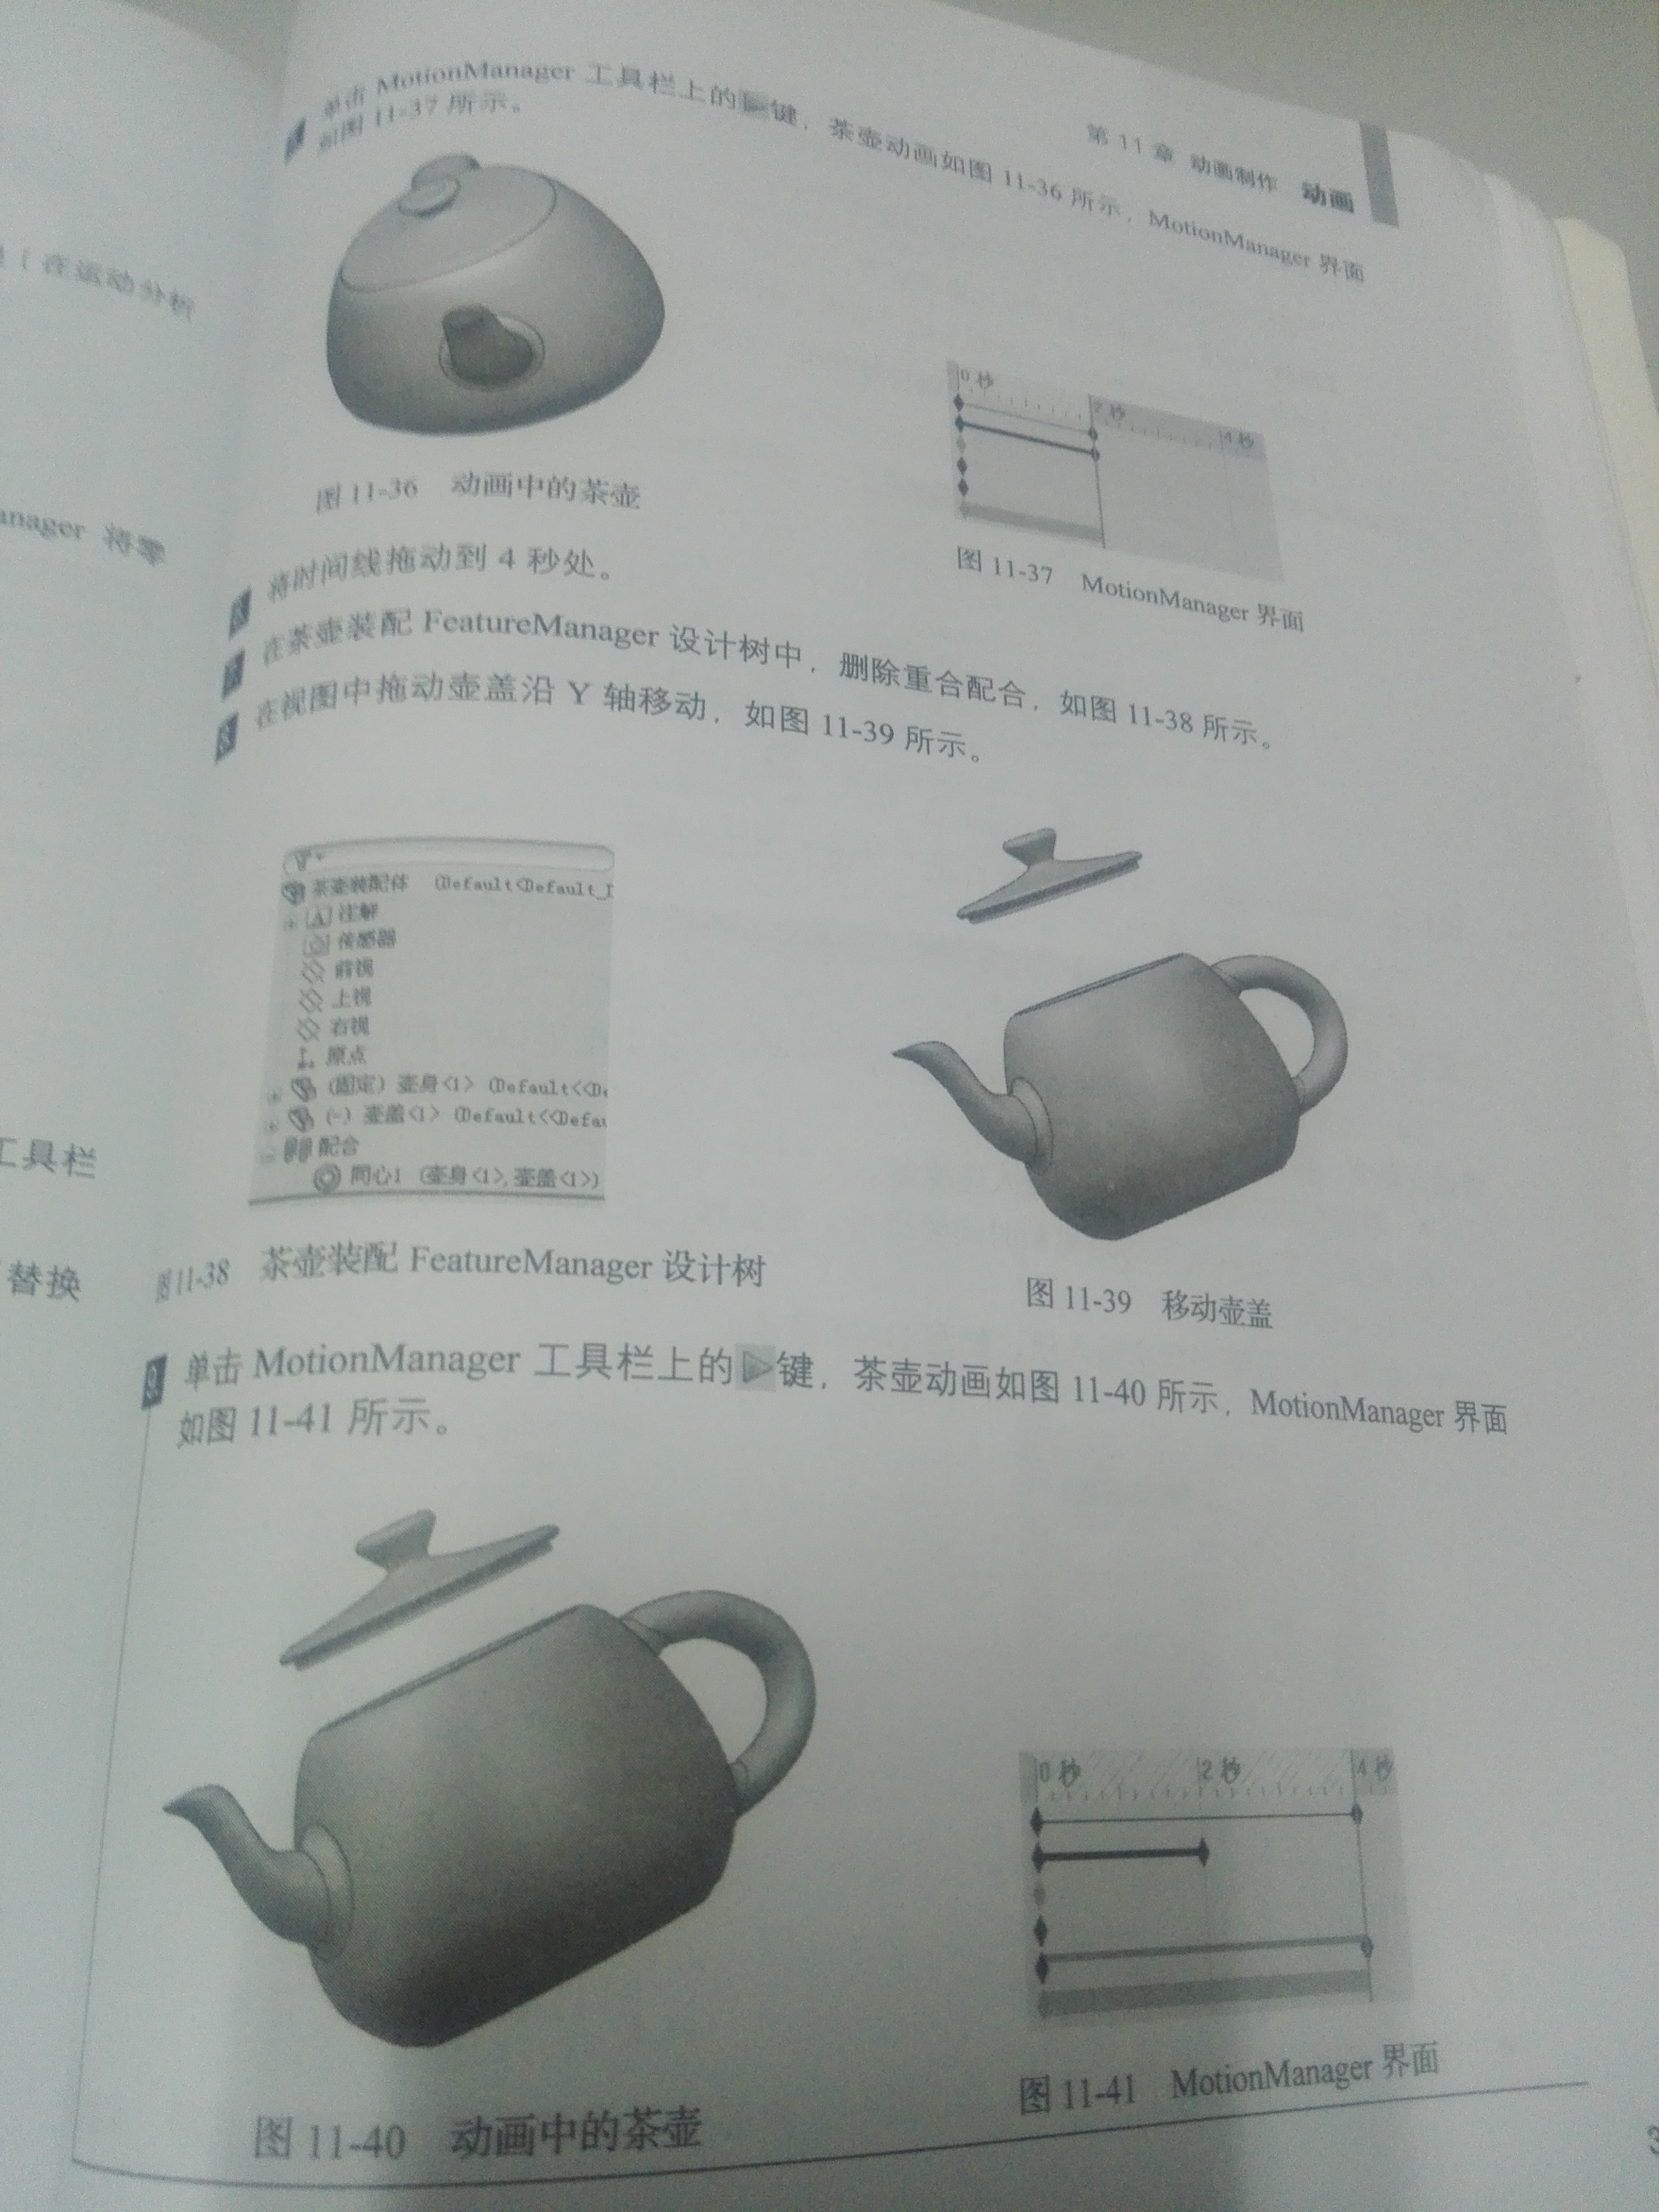 在运动分析
anager 将零
工具栏
替换
第 11 章 动画制作 动画
单击 MotionManager 工具栏上的 键，茶壶动画如图 11-36 所示，MotionManager 界面
如图 11-37 所示。
0 秒 2 秒 4 秒
图 11-36 动画中的茶壶
图 11-37 MotionManager 界面
6 将时间线拖动到 4 秒处。
7 在茶壶装配 FeatureManager 设计树中，删除重合配合，如图 11-38 所示。
8 在视图中拖动壶盖沿 Y 轴移动，如图 11-39 所示。
茶壶装配体 (Default<Default_D
A 注解
传感器
前视
上视
右视
原点
(固定) 壶身<1> (Default<<De
(-) 壶盖<1> (Default<<Defau
配合
同心1 (壶身<1>,壶盖<1>)
图 11-38 茶壶装配 FeatureManager 设计树
图 11-39 移动壶盖
9 单击 MotionManager 工具栏上的 键，茶壶动画如图 11-40 所示，MotionManager 界面
如图 11-41 所示。
0 秒 2 秒 4 秒
图 11-40 动画中的茶壶
图 11-41 MotionManager 界面
3